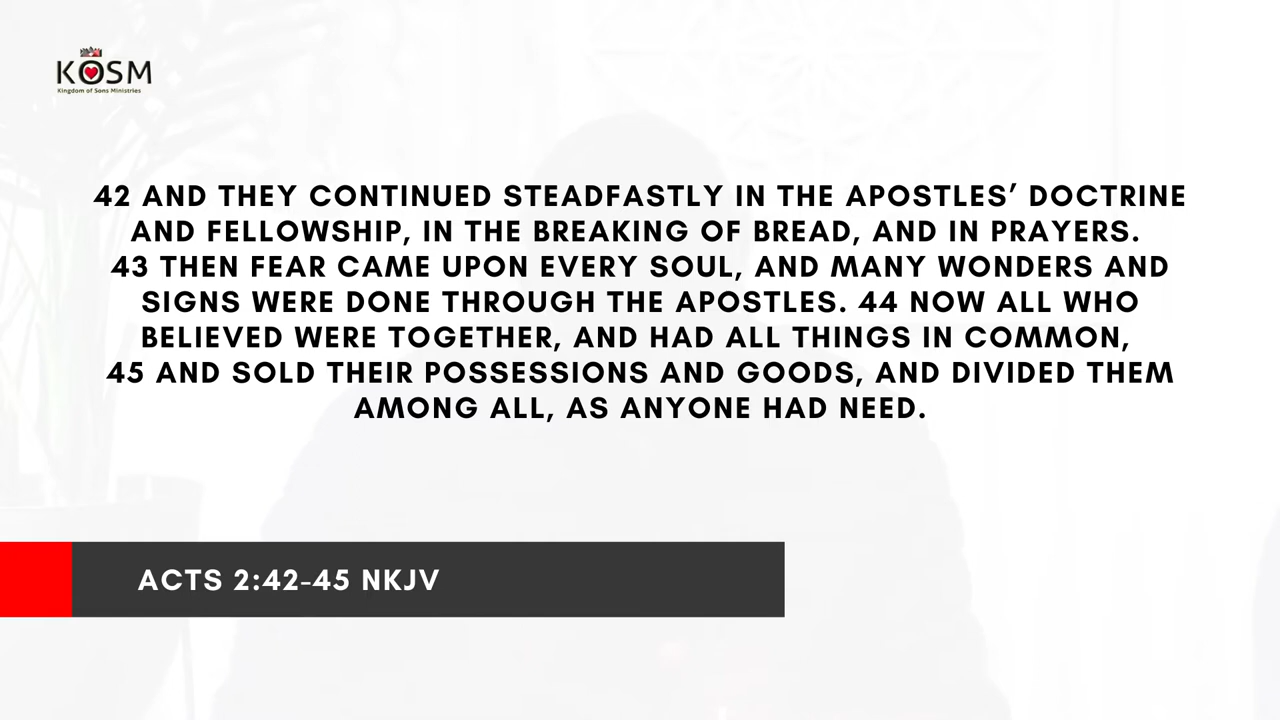 KOSM
Kingdom of Sons Ministries
42 AND THEY CONTINUED STEADFASTLY IN THE APOSTLES’ DOCTRINE
AND FELLOWSHIP, IN THE BREAKING OF BREAD, AND IN PRAYERS.
43 THEN FEAR CAME UPON EVERY SOUL, AND MANY WONDERS AND
SIGNS WERE DONE THROUGH THE APOSTLES. 44 NOW ALL WHO
BELIEVED WERE TOGETHER, AND HAD ALL THINGS IN COMMON,
45 AND SOLD THEIR POSSESSIONS AND GOODS, AND DIVIDED THEM
AMONG ALL, AS ANYONE HAD NEED.
ACTS 2:42-45 NKJV